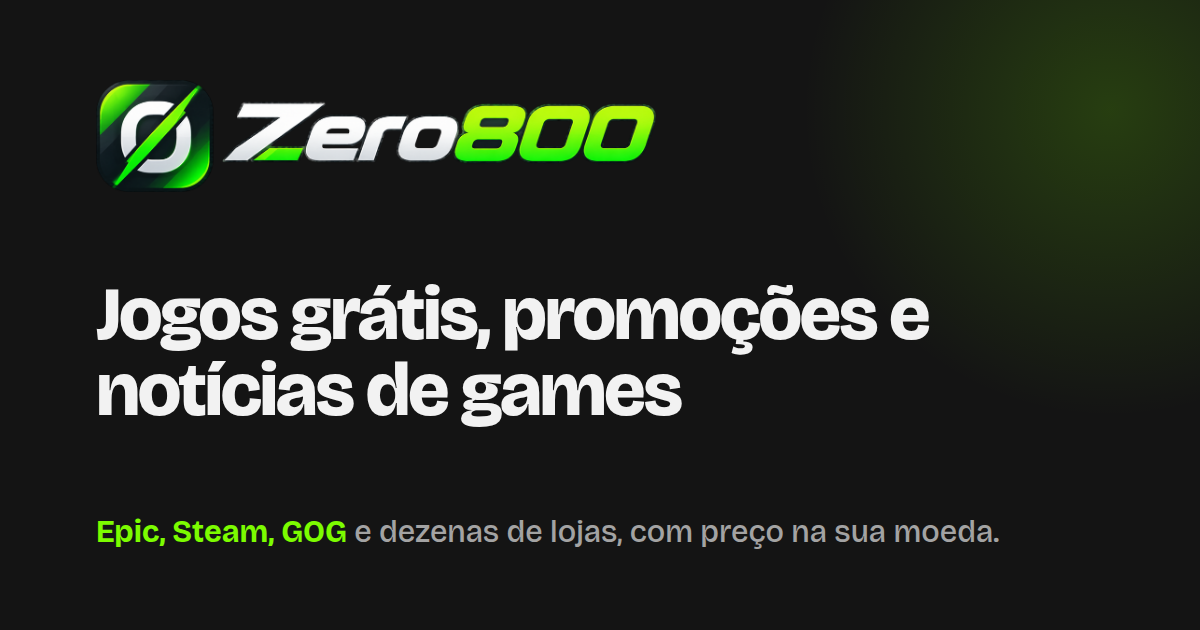 Zero800
Jogos grátis, promoções e
notícias de games
Epic, Steam, GOG e dezenas de lojas, com preço na sua moeda.